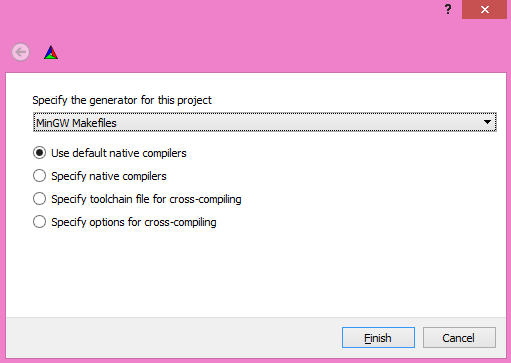 ?
Specify the generator for this project
MinGW Makefiles
Use default native compilers
Specify native compilers
Specify toolchain file for cross-compiling
Specify options for cross-compiling
Finish Cancel